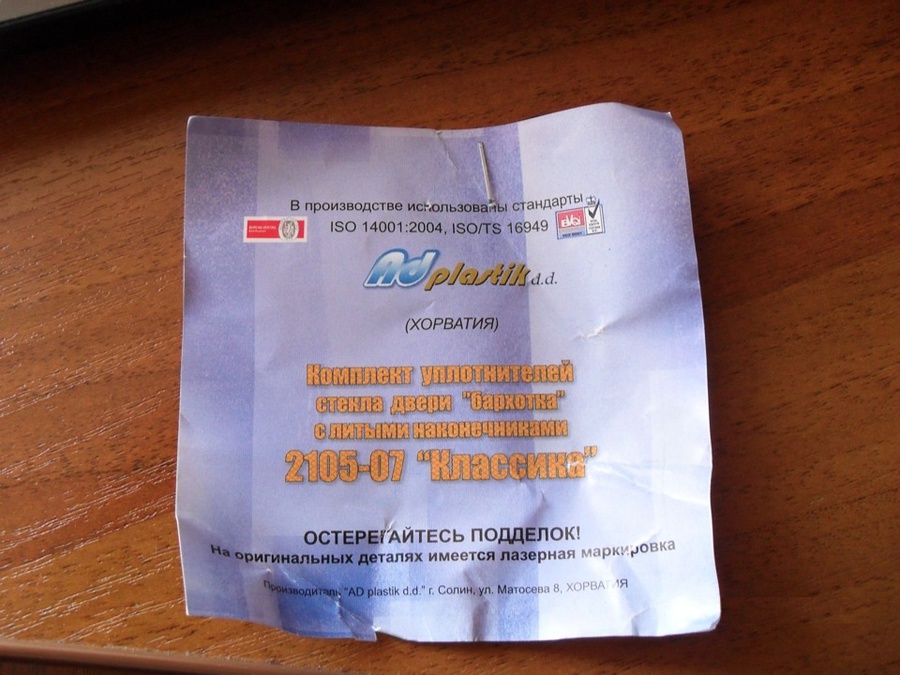 В производстве использованы стандарты
ISO 14001:2004, ISO/TS 16949
BVQI
Ad plastik d.d.
(ХОРВАТИЯ)
Комплект уплотнителей
стекла двери "бархотка"
с литыми наконечниками
2105-07 “Классика”
ОСТЕРЕГАЙТЕСЬ ПОДДЕЛОК!
На оригинальных деталях имеется лазерная маркировка
Производитель “AD plastik d.d.” г. Солин, ул. Матосева 8, ХОРВАТИЯ